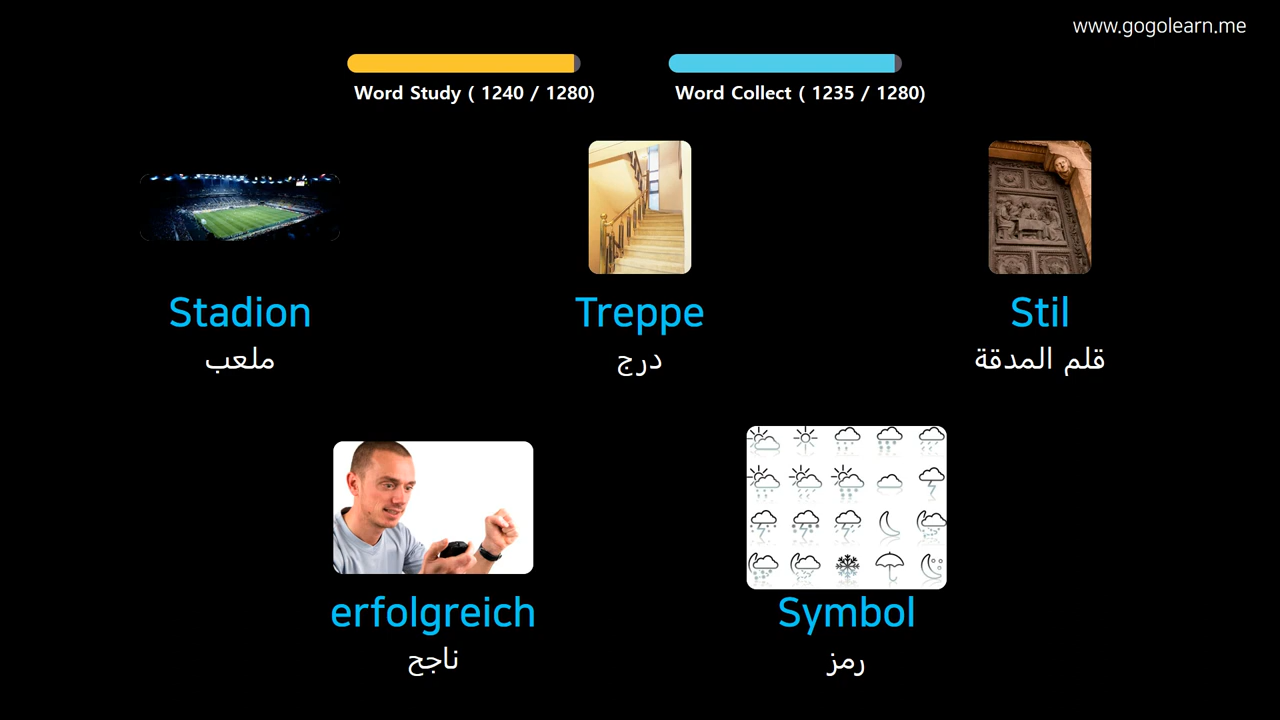 www.gogolearn.me
Word Study ( 1240 / 1280)
Word Collect ( 1235 / 1280)
Stadion
ملعب
Treppe
درج
Stil
قلم المدقة
erfolgreich
ناجح
Symbol
رمز